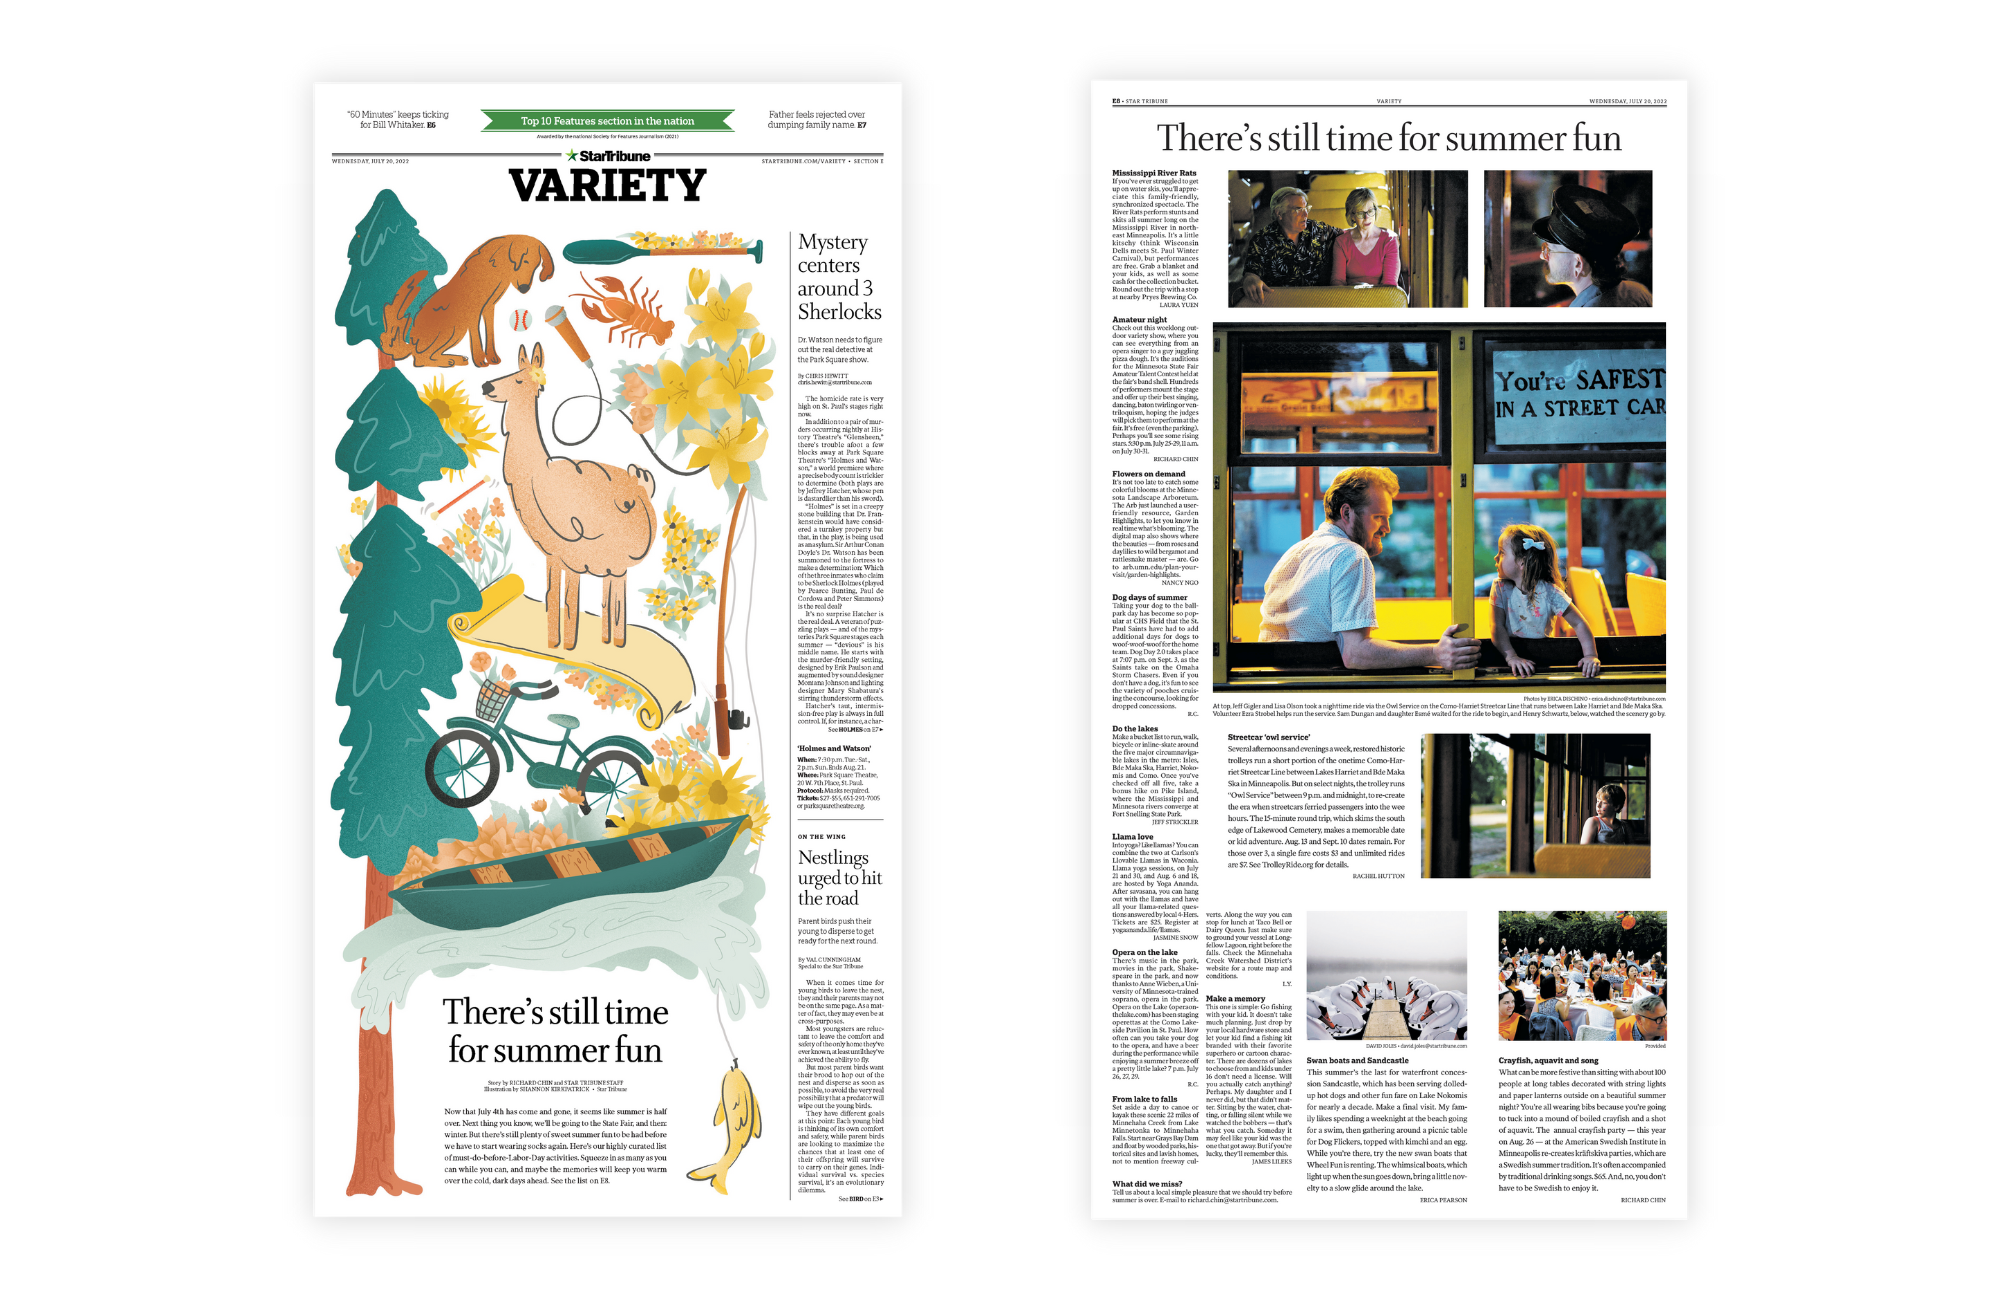 "60 Minutes" keeps ticking
for Bill Whitaker. E6
Top 10 Features section in the nation
Awarded by the national Society for Features Journalism (2021)
Father feels rejected over
dumping family name. E7
WEDNESDAY, JULY 20, 2022
StarTribune
STARTRIBUNE.COM/VARIETY • SECTION E
VARIETY
There's still time
for summer fun
Story by RICHARD CHIN and STAR TRIBUNE STAFF
Illustration by SHANNON KIRKPATRICK • Star Tribune
Now that July 4th has come and gone, it seems like summer is half
over. Next thing you know, we'll be going to the State Fair, and then:
winter. But there's still plenty of sweet summer fun to be had before
we have to start wearing socks again. Here's our highly curated list
of must-do-before-Labor-Day activities. Squeeze in as many as you
can while you can, and maybe the memories will keep you warm
over the cold, dark days ahead. See the list on E8.
Mystery
centers
around 3
Sherlocks
Dr. Watson needs to figure
out the real detective at
the Park Square show.
By CHRIS HEWITT
chris.hewitt@startribune.com
The homicide rate is very
high on St. Paul's stages right
now.
In addition to a pair of mur-
ders occurring nightly at His-
tory Theatre's "Glensheen,"
there's trouble afoot a few
blocks away at Park Square
Theatre's "Holmes and Wat-
son," a world premiere where
a precise body count is trickier
to determine (both plays are
by Jeffrey Hatcher, whose pen
is dastardlier than his sword).
"Holmes" is set in a creepy
stone building that Dr. Fran-
kenstein would have consid-
ered a turnkey property but
that, in the play, is being used
as an asylum. Sir Arthur Conan
Doyle's Dr. Watson has been
summoned to the fortress to
make a determination: Which
of the three inmates who claim
to be Sherlock Holmes (played
by Pearce Bunting, Paul de
Cordova and Peter Simmons)
is the real deal?
It's no surprise Hatcher is
the real deal. A veteran of puz-
zling plays — and of the mys-
teries Park Square stages each
summer — "devious" is his
middle name. He starts with
the murder-friendly setting,
designed by Erik Paulson and
augmented by sound designer
Montana Johnson and lighting
designer Mary Shabatura's
stirring thunderstorm effects.
Hatcher's taut, intermis-
sion-free play is always in full
control. If, for instance, a char-
See HOLMES on E7 ►
'Holmes and Watson'
When: 7:30 p.m. Tue.-Sat.,
2 p.m. Sun. Ends Aug. 21.
Where: Park Square Theatre,
20 W. 7th Place, St. Paul.
Protocol: Masks required.
Tickets: $27-$55, 651-291-7005
or parksquaretheatre.org.
ON THE WING
Nestlings
urged to hit
the road
Parent birds push their
young to disperse to get
ready for the next round.
By VAL CUNNINGHAM
Special to the Star Tribune
When it comes time for
young birds to leave the nest,
they and their parents may not
be on the same page. As a mat-
ter of fact, they may even be at
cross-purposes.
Most youngsters are reluc-
tant to leave the comfort and
safety of the only home they've
ever known, at least until they've
achieved the ability to fly.
But most parent birds want
their brood to hop out of the
nest and disperse as soon as
possible, to avoid the very real
possibility that a predator will
wipe out the young birds.
They have different goals
at this point: Each young bird
is thinking of its own comfort
and safety, while parent birds
are looking to maximize the
chances that at least one of
their offspring will survive
to carry on their genes. Indi-
vidual survival vs. species
survival, it's an evolutionary
dilemma.
See BIRD on E3 ►
E8 • STAR TRIBUNE
VARIETY
WEDNESDAY, JULY 20, 2022
There's still time for summer fun
Mississippi River Rats
If you've ever struggled to get
up on water skis, you'll appre-
ciate this family-friendly,
synchronized spectacle. The
River Rats perform stunts and
skits all summer long on the
Mississippi River in north-
east Minneapolis. It's a little
kitschy (think Wisconsin
Dells meets St. Paul Winter
Carnival), but performances
are free. Grab a blanket and
your kids, as well as some
cash for the collection bucket.
Round out the trip with a stop
at nearby Pryes Brewing Co.
LAURA YUEN
Amateur night
Check out this weeklong out-
door variety show, where you
can see everything from an
opera singer to a guy juggling
pizza dough. It's the auditions
for the Minnesota State Fair
Amateur Talent Contest held at
the fair's band shell. Hundreds
of performers mount the stage
and offer up their best singing,
dancing, baton twirling or ven-
triloquism, hoping the judges
will pick them to perform at the
fair. It's free (even the parking).
Perhaps you'll see some rising
stars. 5:30 p.m. July 25-29, 11 a.m.
on July 30-31.
RICHARD CHIN
Flowers on demand
It's not too late to catch some
colorful blooms at the Minne-
sota Landscape Arboretum.
The Arb just launched a user-
friendly resource, Garden
Highlights, to let you know in
real time what's blooming. The
digital map also shows where
the beauties — from roses and
daylilies to wild bergamot and
rattlesnake master — are. Go
to arb.umn.edu/plan-your-
visit/garden-highlights.
NANCY NGO
Dog days of summer
Taking your dog to the ball-
park day has become so pop-
ular at CHS Field that the St.
Paul Saints have had to add
additional days for dogs to
woof-woof-woof for the home
team. Dog Day 2.0 takes place
at 7:07 p.m. on Sept. 3, as the
Saints take on the Omaha
Storm Chasers. Even if you
don't have a dog, it's fun to see
the variety of pooches cruis-
ing the concourse, looking for
dropped concessions.
R.C.
Do the lakes
Make a bucket list to run, walk,
bicycle or inline-skate around
the five major circumnaviga-
ble lakes in the metro: Isles,
Bde Maka Ska, Harriet, Noko-
mis and Como. Once you've
checked off all five, take a
bonus hike on Pike Island,
where the Mississippi and
Minnesota rivers converge at
Fort Snelling State Park.
JEFF STRICKLER
Llama love
Into yoga? Like llamas? You can
combine the two at Carlson's
Llovable Llamas in Waconia.
Llama yoga sessions, on July
21 and 30, and Aug. 6 and 18,
are hosted by Yoga Ananda.
After savasana, you can hang
out with the llamas and have
all your llama-related ques-
tions answered by local 4-Hers.
Tickets are $25. Register at
yogaananda.life/llamas.
JASMINE SNOW
Opera on the lake
There's music in the park,
movies in the park, Shake-
speare in the park, and now
thanks to Anne Wieben, a Uni-
versity of Minnesota-trained
soprano, opera in the park.
Opera on the Lake (operaon-
thelake.com) has been staging
operettas at the Como Lake-
side Pavilion in St. Paul. How
often can you take your dog
to the opera, and have a beer
during the performance while
enjoying a summer breeze off
a pretty little lake? 7 p.m. July
26, 27, 29.
R.C.
From lake to falls
Set aside a day to canoe or
kayak these scenic 22 miles of
Minnehaha Creek from Lake
Minnetonka to Minnehaha
Falls. Start near Grays Bay Dam
and float by wooded parks, his-
torical sites and lavish homes,
not to mention freeway cul-
verts. Along the way you can
stop for lunch at Taco Bell or
Dairy Queen. Just make sure
to ground your vessel at Long-
fellow Lagoon, right before the
falls. Check the Minnehaha
Creek Watershed District's
website for a route map and
conditions.
L.Y.
Make a memory
This one is simple: Go fishing
with your kid. It doesn't take
much planning. Just drop by
your local hardware store and
let your kid find a fishing kit
branded with their favorite
superhero or cartoon charac-
ter. There are dozens of lakes
to choose from and kids under
16 don't need a license. Will
you actually catch anything?
Perhaps. My daughter and I
never did, but that didn't mat-
ter. Sitting by the water, chat-
ting, or falling silent while we
watched the bobbers — that's
what you catch. Someday it
may feel like your kid was the
one that got away. But if you're
lucky, they'll remember this.
JAMES LILEKS
What did we miss?
Tell us about a local simple pleasure that we should try before
summer is over. E-mail to richard.chin@startribune.com.
You're SAFEST
IN A STREET CAR
Photos by ERICA DISCHINO • erica.dischino@startribune.com
At top, Jeff Gigler and Lisa Olson took a nighttime ride via the Owl Service on the Como-Harriet Streetcar Line that runs between Lake Harriet and Bde Maka Ska.
Volunteer Ezra Strebel helps run the service. Sam Dungan and daughter Esmé waited for the ride to begin, and Henry Schwartz, below, watched the scenery go by.
Streetcar 'owl service'
Several afternoons and evenings a week, restored historic
trolleys run a short portion of the onetime Como-Har-
riet Streetcar Line between Lakes Harriet and Bde Maka
Ska in Minneapolis. But on select nights, the trolley runs
"Owl Service" between 9 p.m. and midnight, to re-create
the era when streetcars ferried passengers into the wee
hours. The 15-minute round trip, which skims the south
edge of Lakewood Cemetery, makes a memorable date
or kid adventure. Aug. 13 and Sept. 10 dates remain. For
those over 3, a single fare costs $3 and unlimited rides
are $7. See TrolleyRide.org for details.
RACHEL HUTTON
DAVID JOLES • david.joles@startribune.com
Swan boats and Sandcastle
This summer's the last for waterfront conces-
sion Sandcastle, which has been serving dolled-
up hot dogs and other fun fare on Lake Nokomis
for nearly a decade. Make a final visit. My fam-
ily likes spending a weeknight at the beach going
for a swim, then gathering around a picnic table
for Dog Flickers, topped with kimchi and an egg.
While you're there, try the new swan boats that
Wheel Fun is renting. The whimsical boats, which
light up when the sun goes down, bring a little nov-
elty to a slow glide around the lake.
ERICA PEARSON
Provided
Crayfish, aquavit and song
What can be more festive than sitting with about 100
people at long tables decorated with string lights
and paper lanterns outside on a beautiful summer
night? You're all wearing bibs because you're going
to tuck into a mound of boiled crayfish and a shot
of aquavit. The annual crayfish party — this year
on Aug. 26 — at the American Swedish Institute in
Minneapolis re-creates kräftskiva parties, which are
a Swedish summer tradition. It's often accompanied
by traditional drinking songs. $65. And, no, you don't
have to be Swedish to enjoy it.
RICHARD CHIN